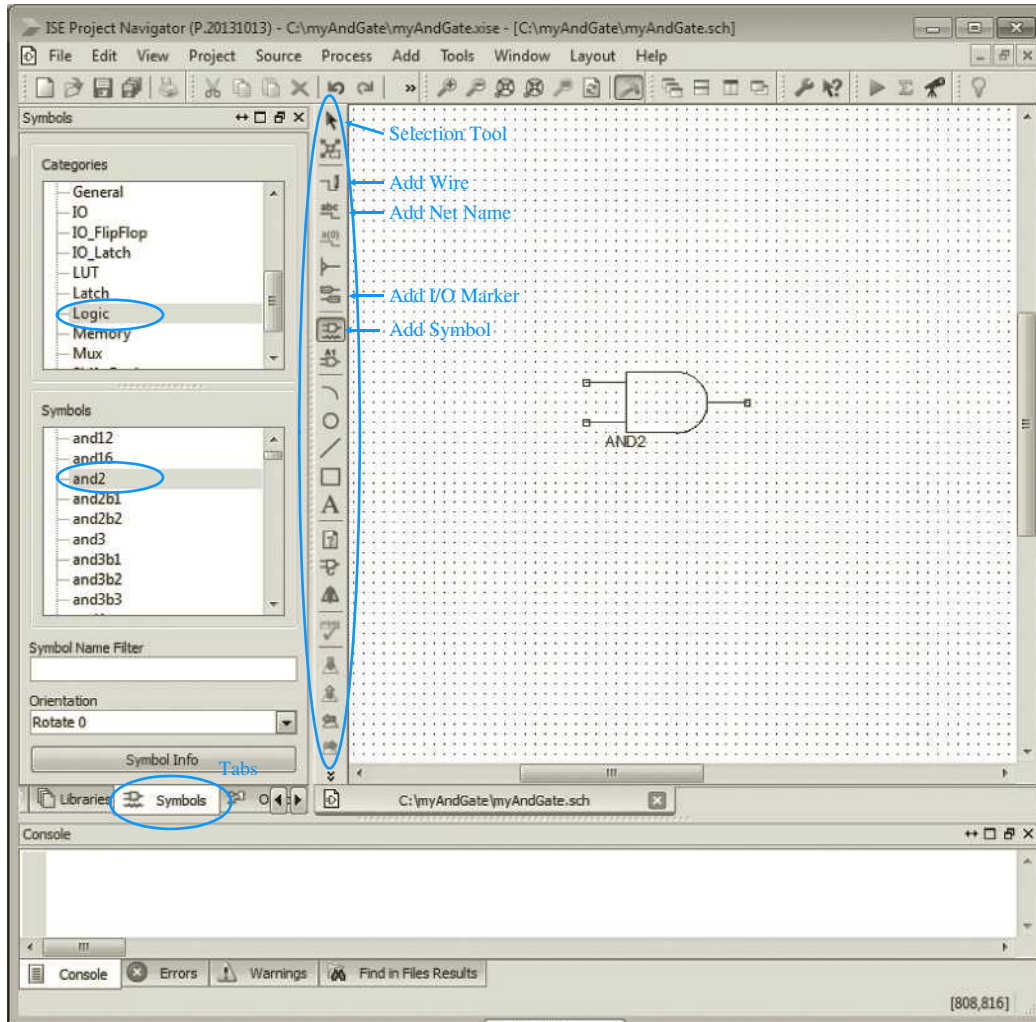 ISE Project Navigator (P.20131013) - C:\myAndGate\myAndGate.xise - [C:\myAndGate\myAndGate.sch]
File Edit View Project Source Process Add Tools Window Layout Help
Symbols
Selection Tool
Categories
Add Wire
General
abc
Add Net Name
IO
IO_FlipFlop
IO_Latch
LUT
Latch
Add I/O Marker
Logic
Add Symbol
Memory
Mux
A1
Symbols
and12
and16
AND2
and2
and2b1
A
and2b2
and3
and3b1
and3b2
and3b3
Symbol Name Filter
Orientation
Rotate 0
Symbol Info
Tabs
Libraries Symbols O
C:\myAndGate\myAndGate.sch
Console
Console Errors Warnings Find in Files Results
[808,816]